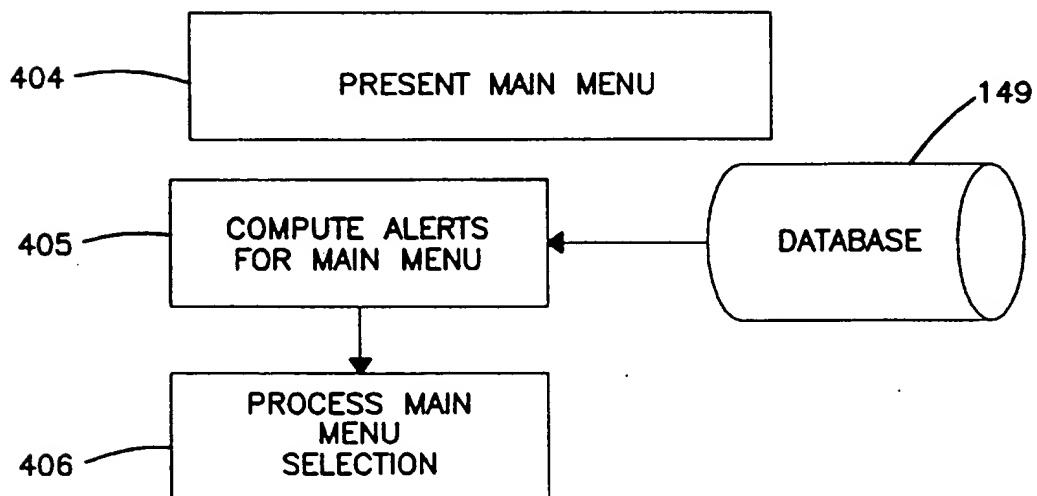 404
PRESENT MAIN MENU
149
405
COMPUTE ALERTS
FOR MAIN MENU
DATABASE
406
PROCESS MAIN
MENU
SELECTION